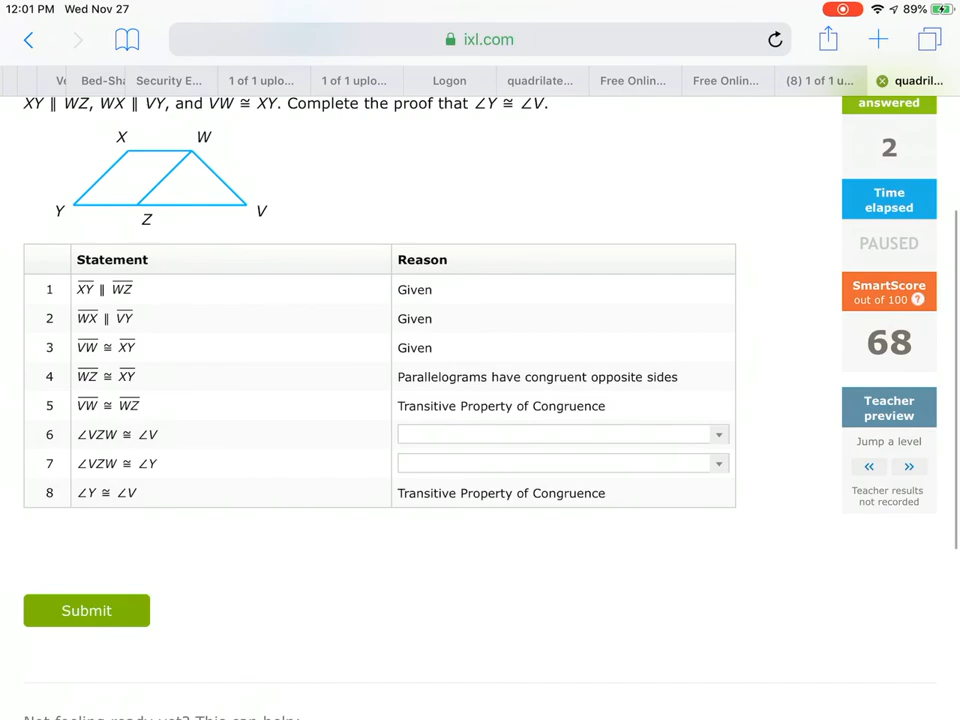 12:01 PM Wed Nov 27
89%
ixl.com
Bed-Sha
Security E...
1 of 1 uplo...
1 of 1 uplo...
Logon
quadrilate...
Free Onlin...
Free Onlin...
(8) 1 of 1 u...
quadril...
XY ∥ WZ, WX ∥ VY, and VW ≅ XY. Complete the proof that ∠Y ≅ ∠V.
X W
Y Z V
Statement Reason
1 XY ∥ WZ Given
2 WX ∥ VY Given
3 VW ≅ XY Given
4 WZ ≅ XY Parallelograms have congruent opposite sides
5 VW ≅ WZ Transitive Property of Congruence
6 ∠VZW ≅ ∠V
7 ∠VZW ≅ ∠Y
8 ∠Y ≅ ∠V Transitive Property of Congruence
Submit
answered
2
Time
elapsed
PAUSED
SmartScore
out of 100 ?
68
Teacher
preview
Jump a level
« »
Teacher results
not recorded